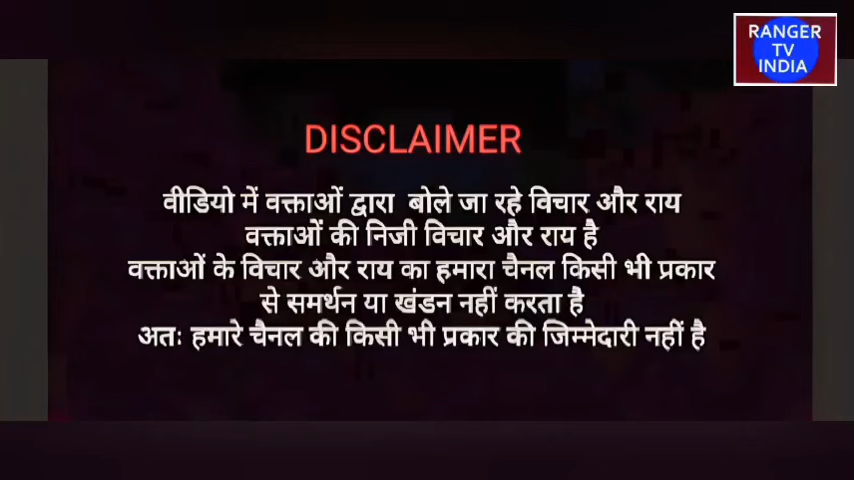 RANGER
TV
INDIA
DISCLAIMER
वीडियो में वक्ताओं द्वारा बोले जा रहे विचार और राय
वक्ताओं की निजी विचार और राय है
वक्ताओं के विचार और राय का हमारा चैनल किसी भी प्रकार
से समर्थन या खंडन नहीं करता है
अतः हमारे चैनल की किसी भी प्रकार की जिम्मेदारी नहीं है